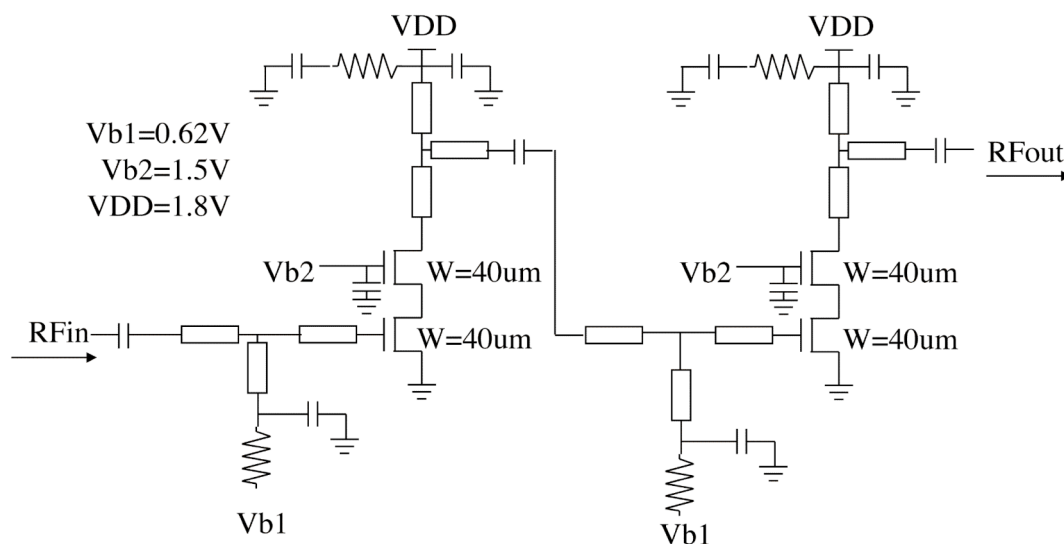 VDD
VDD
Vb1=0.62V
Vb2=1.5V
VDD=1.8V
RFout
Vb2
W=40um
Vb2
W=40um
RFin
W=40um
W=40um
Vb1
Vb1